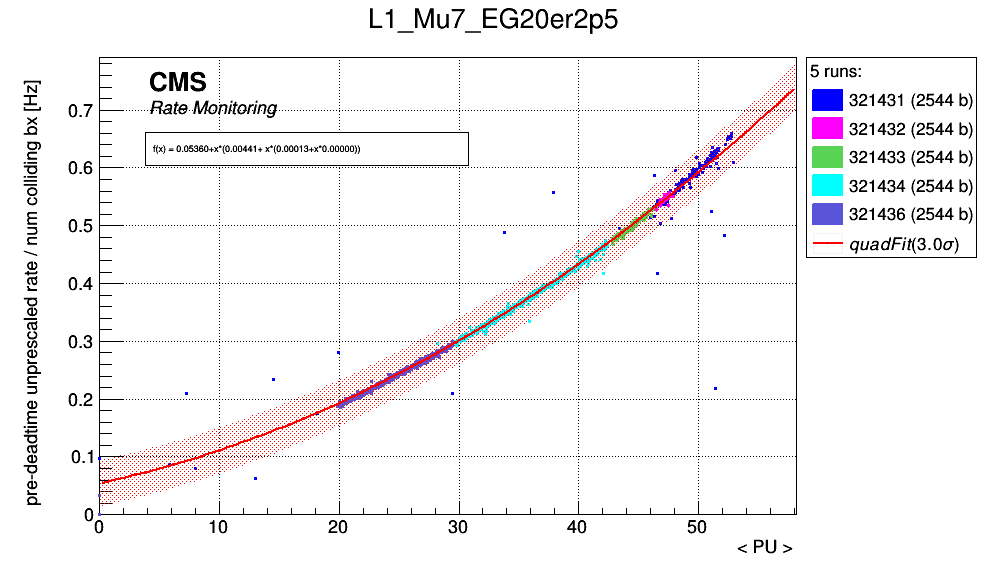 L1_Mu7_EG20er2p5
CMS
Rate Monitoring
f(x) = 0.05360+x*(0.00441+ x*(0.00013+x*0.00000))
pre-deadtime unprescaled rate / num colliding bx [Hz]
0.7
0.6
0.5
0.4
0.3
0.2
0.1
0
0 10 20 30 40 50
< PU >
5 runs:
321431 (2544 b)
321432 (2544 b)
321433 (2544 b)
321434 (2544 b)
321436 (2544 b)
quadFit(3.0σ)